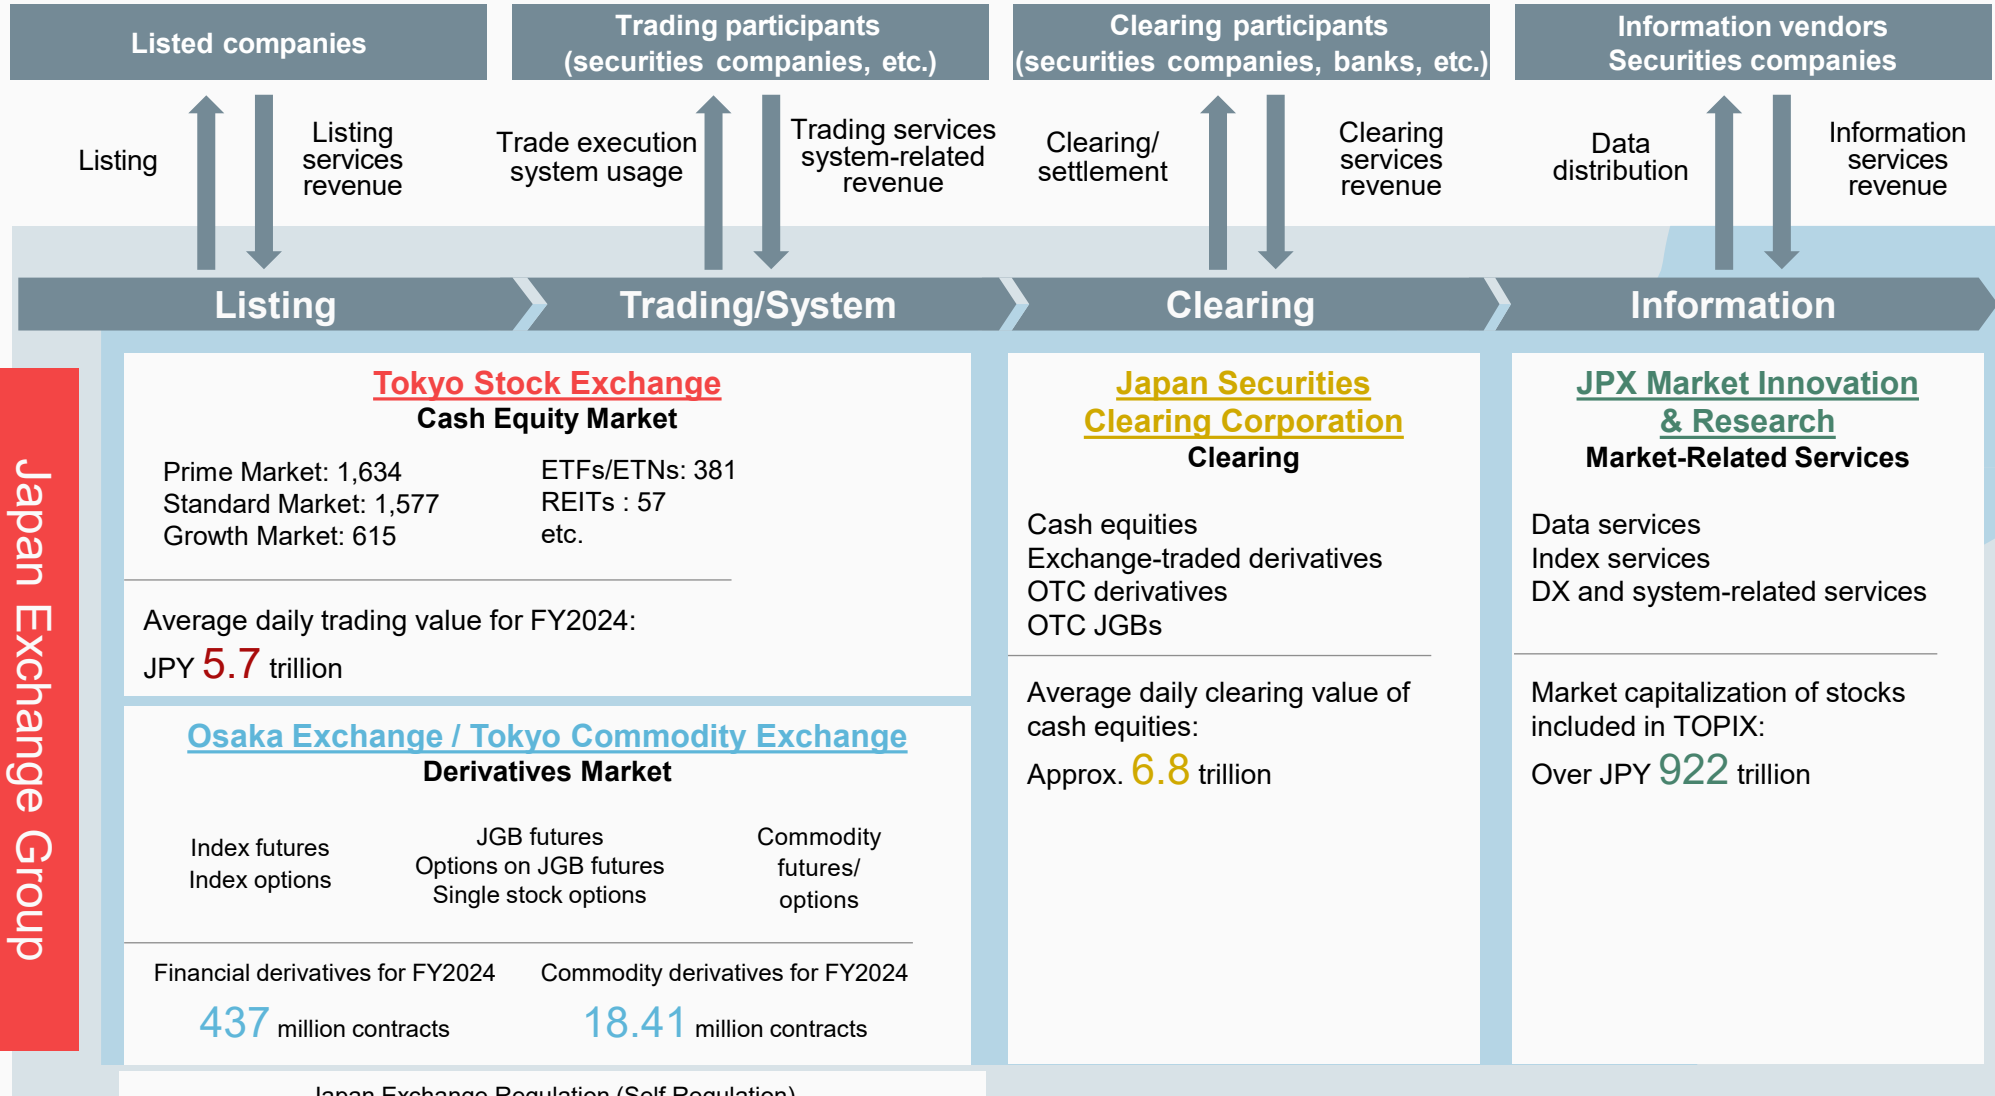 Listed companies
Trading participants
(securities companies, etc.)
Clearing participants
(securities companies, banks, etc.)
Information vendors
Securities companies
Listing
Listing
services
revenue
Trade execution
system usage
Trading services
system-related
revenue
Clearing/
settlement
Clearing
services
revenue
Data
distribution
Information
services
revenue
Listing
Trading/System
Clearing
Information
Japan Exchange Group
Tokyo Stock Exchange
Cash Equity Market
Prime Market: 1,634
Standard Market: 1,577
Growth Market: 615
ETFs/ETNs: 381
REITs : 57
etc.
Average daily trading value for FY2024:
JPY 5.7 trillion
Osaka Exchange / Tokyo Commodity Exchange
Derivatives Market
Index futures
Index options
JGB futures
Options on JGB futures
Single stock options
Commodity
futures/
options
Financial derivatives for FY2024
437 million contracts
Commodity derivatives for FY2024
18.41 million contracts
Japan Securities
Clearing Corporation
Clearing
Cash equities
Exchange-traded derivatives
OTC derivatives
OTC JGBs
Average daily clearing value of
cash equities:
Approx. 6.8 trillion
JPX Market Innovation
& Research
Market-Related Services
Data services
Index services
DX and system-related services
Market capitalization of stocks
included in TOPIX:
Over JPY 922 trillion
Japan Exchange Regulation (Self Regulation)